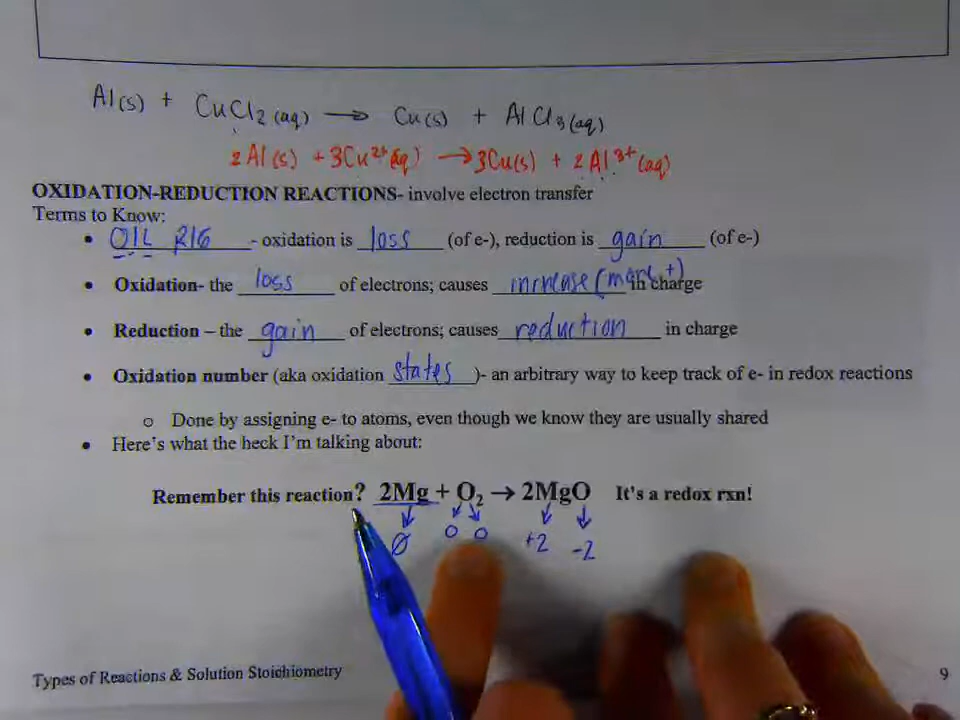 Al(s) + CuCl2(aq) → Cu(s) + AlCl3(aq)
2Al(s) + 3Cu2+(aq) → 3Cu(s) + 2Al3+(aq)
OXIDATION-REDUCTION REACTIONS- involve electron transfer
Terms to Know:
• OIL RIG - oxidation is loss (of e-), reduction is gain (of e-)
• Oxidation- the loss of electrons; causes increase (more +) in charge
• Reduction – the gain of electrons; causes reduction in charge
• Oxidation number (aka oxidation states)- an arbitrary way to keep track of e- in redox reactions
o Done by assigning e- to atoms, even though we know they are usually shared
• Here's what the heck I'm talking about:
Remember this reaction? 2Mg + O2 → 2MgO It's a redox rxn!
0 0 0 +2 -2
Types of Reactions & Solution Stoichiometry 9